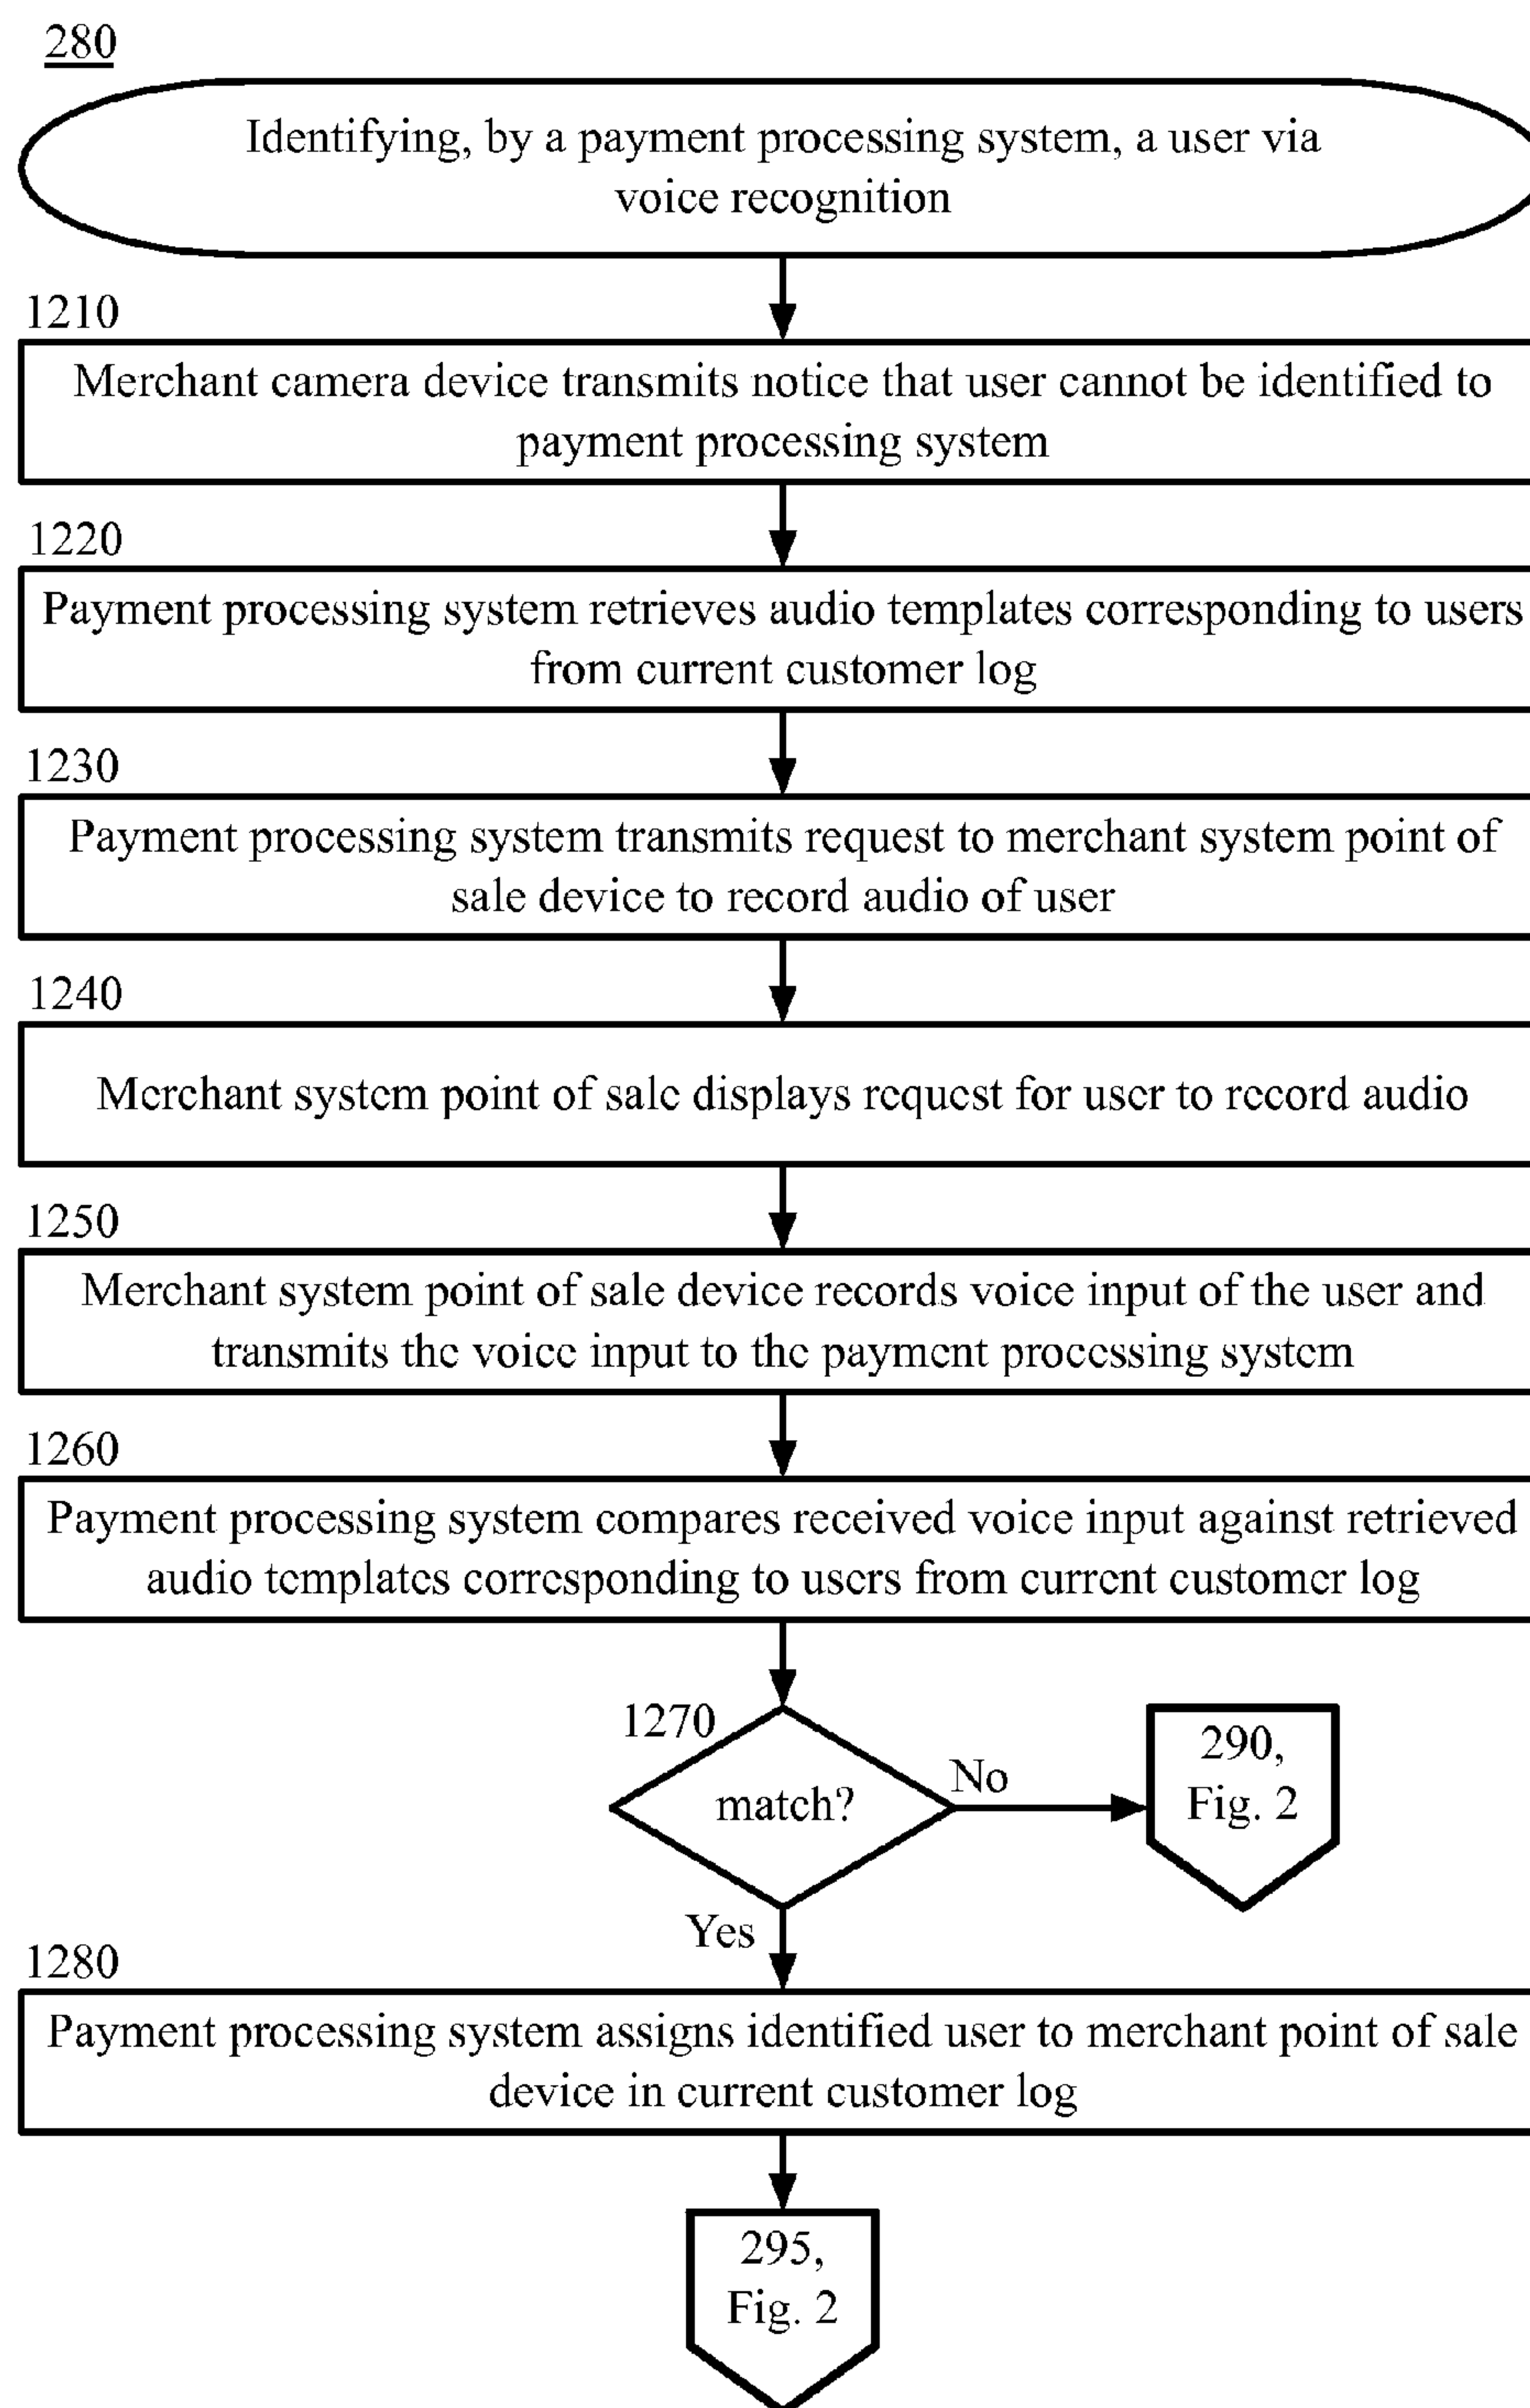 280
Identifying, by a payment processing system, a user via
voice recognition
1210
Merchant camera device transmits notice that user cannot be identified to
payment processing system
1220
Payment processing system retrieves audio templates corresponding to users
from current customer log
1230
Payment processing system transmits request to merchant system point of
sale device to record audio of user
1240
Merchant system point of sale displays request for user to record audio
1250
Merchant system point of sale device records voice input of the user and
transmits the voice input to the payment processing system
1260
Payment processing system compares received voice input against retrieved
audio templates corresponding to users from current customer log
1270
match?
No
290,
Fig. 2
Yes
1280
Payment processing system assigns identified user to merchant point of sale
device in current customer log
295,
Fig. 2